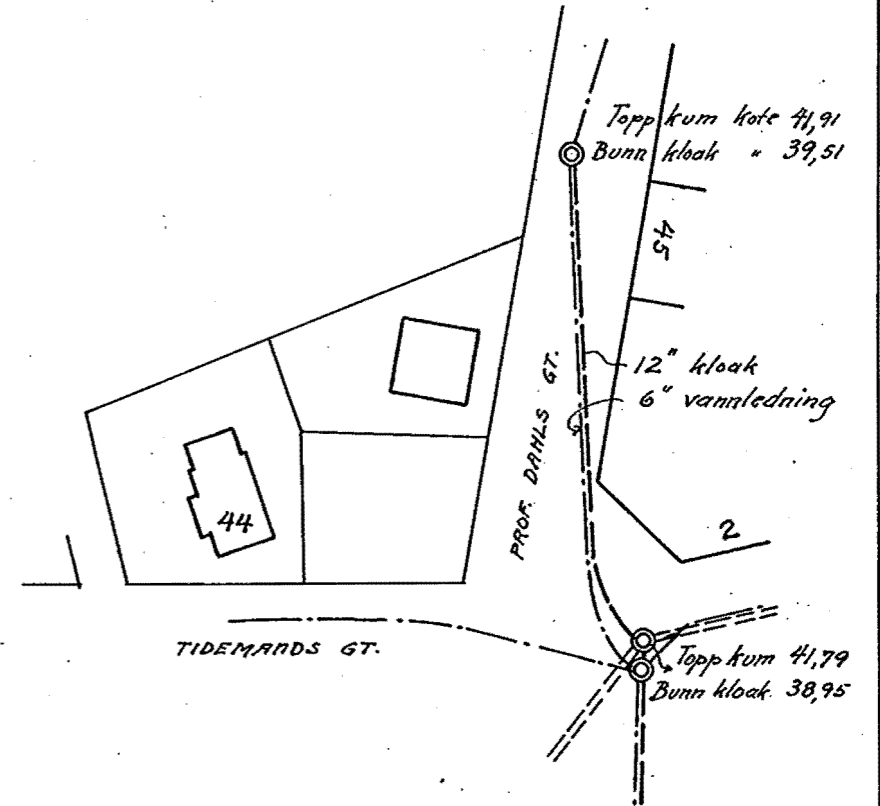 Topp kum kote 41,91
Bunn kloak " 39,51
45
12" kloak
6" vannledning
PROF. DAHLS GT.
44
2
TIDEMANDS GT.
Topp kum 41,79
Bunn kloak. 38,95